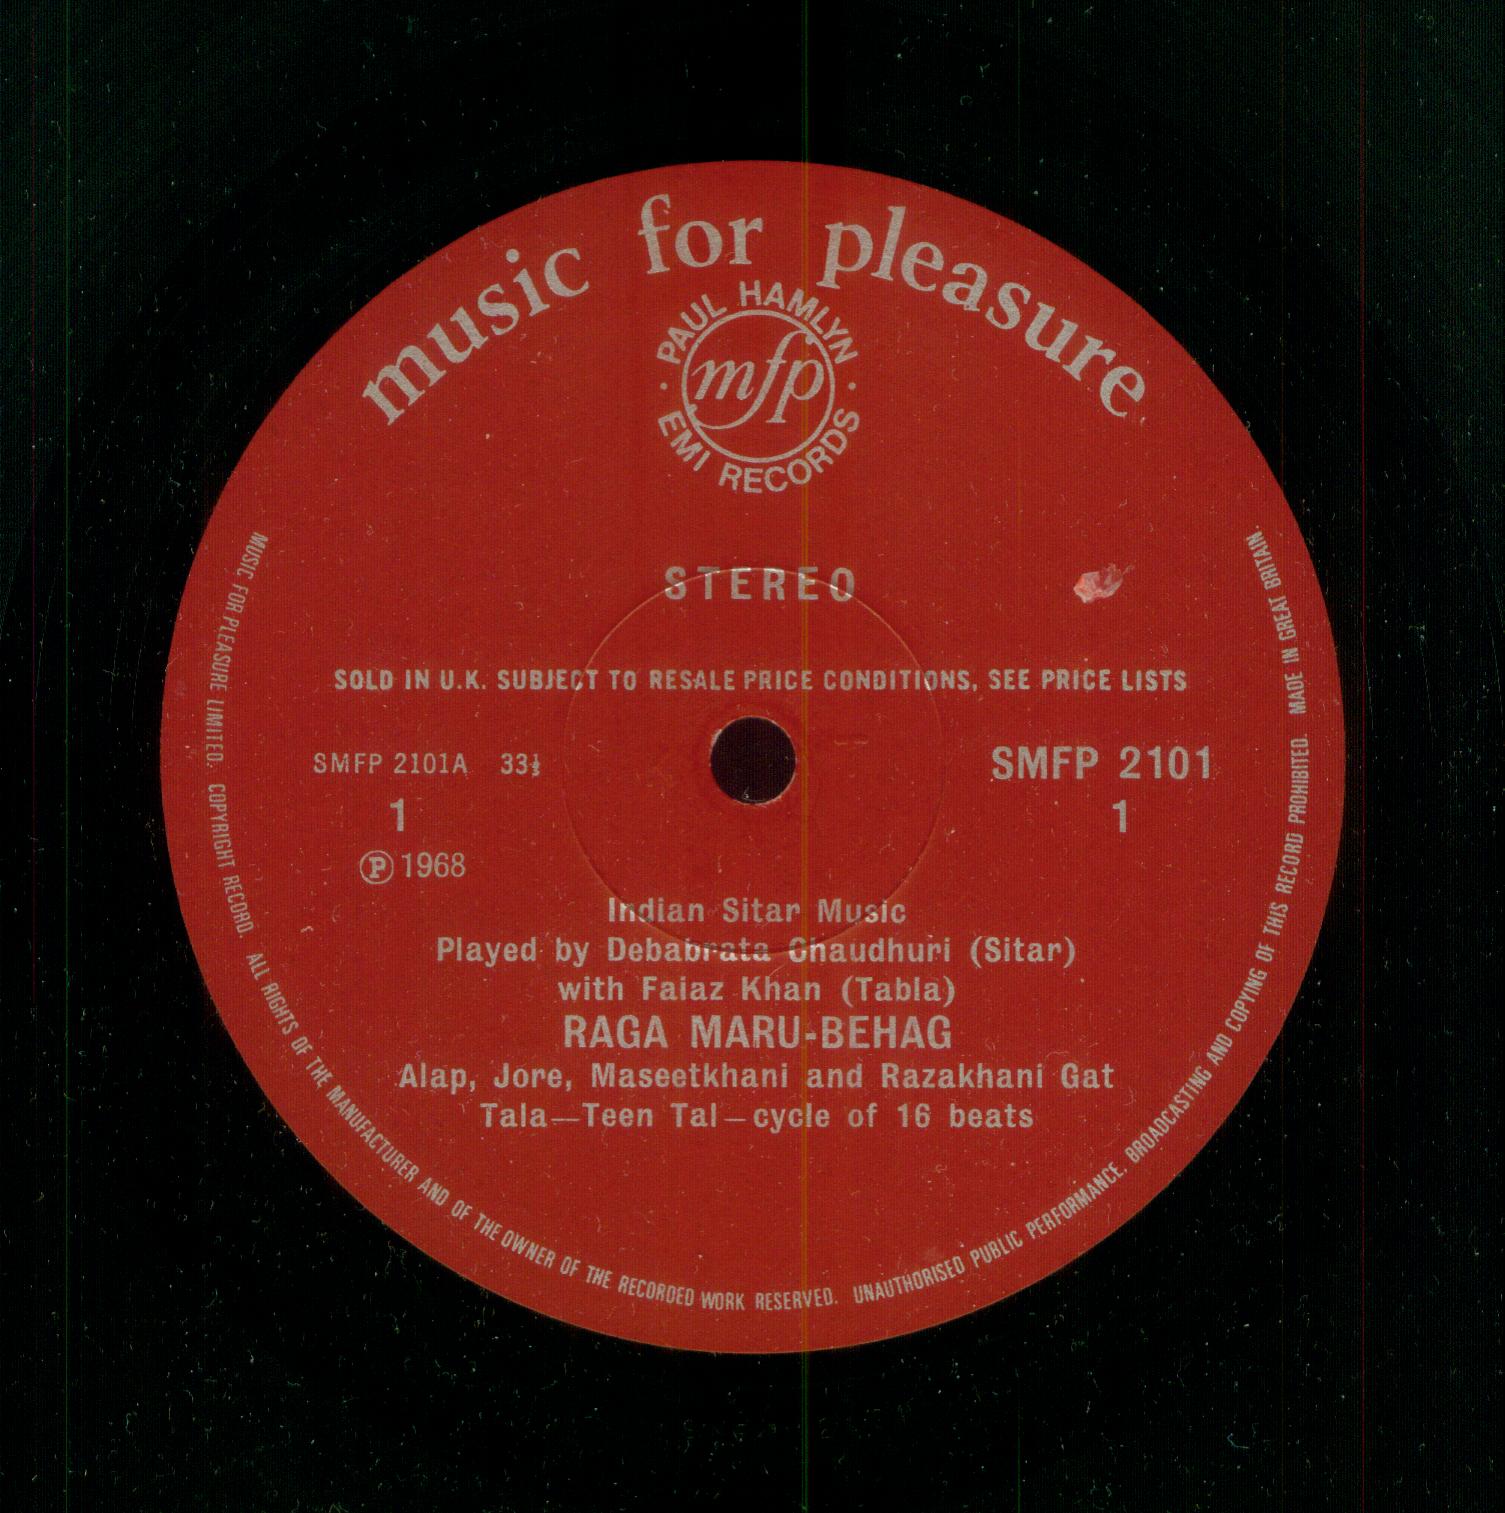 music for pleasure
PAUL HAMLYN
mfp
· EMI RECORDS ·
STEREO
SOLD IN U.K. SUBJECT TO RESALE PRICE CONDITIONS, SEE PRICE LISTS
SMFP 2101A 33⅓
1
Ⓟ 1968
SMFP 2101
1
Indian Sitar Music
Played by Debabrata Chaudhuri (Sitar)
with Faiaz Khan (Tabla)
RAGA MARU-BEHAG
Alap, Jore, Maseetkhani and Razakhani Gat
Tala—Teen Tal—cycle of 16 beats
MUSIC FOR PLEASURE LIMITED. COPYRIGHT RECORD. ALL RIGHTS OF THE MANUFACTURER AND OF THE OWNER OF THE RECORDED WORK RESERVED. UNAUTHORISED PUBLIC PERFORMANCE, BROADCASTING AND COPYING OF THIS RECORD PROHIBITED. MADE IN GREAT BRITAIN.